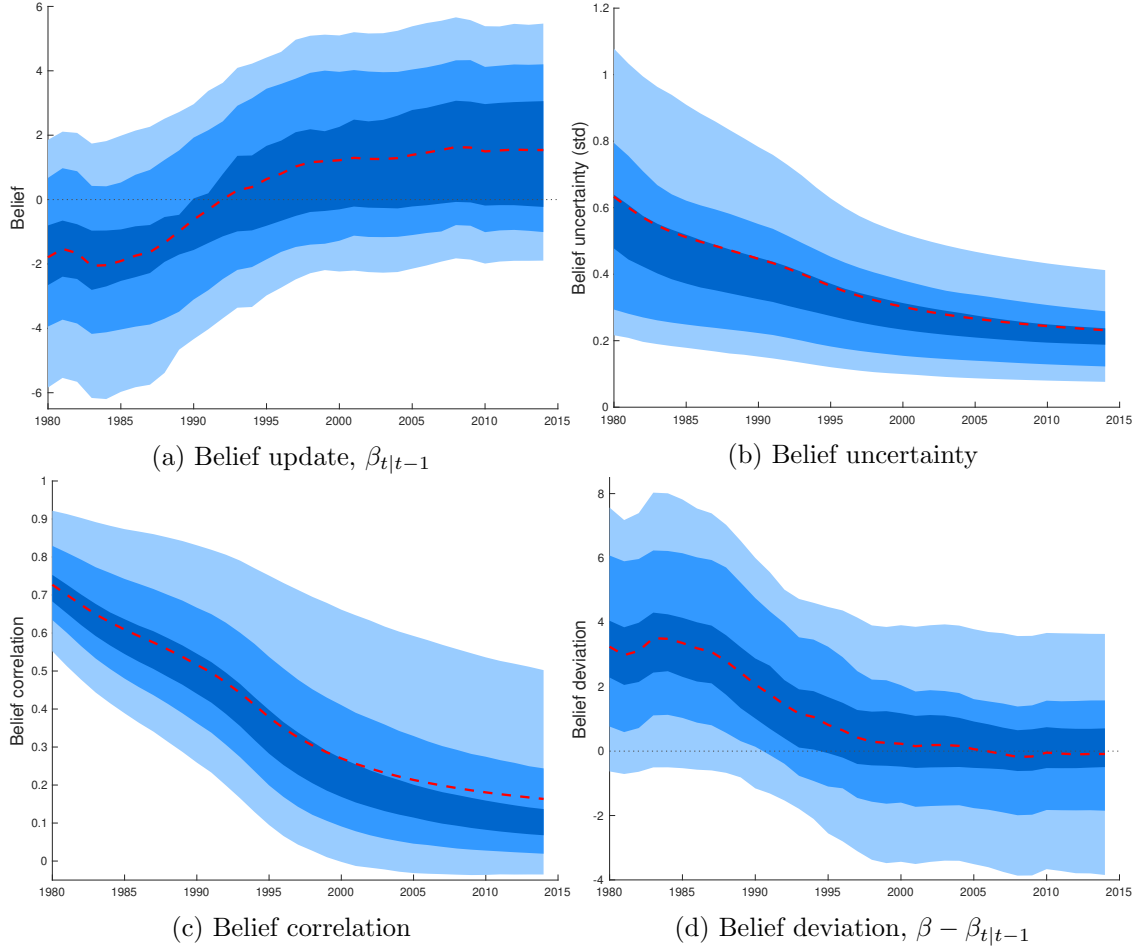 6
4
2
0
-2
-4
-6
Belief
1980 1985 1990 1995 2000 2005 2010 2015
(a) Belief update, β_{t|t−1}
1.2
1
0.8
0.6
0.4
0.2
0
Belief uncertainty (std)
1980 1985 1990 1995 2000 2005 2010 2015
(b) Belief uncertainty
1
0.9
0.8
0.7
0.6
0.5
0.4
0.3
0.2
0.1
0
Belief correlation
1980 1985 1990 1995 2000 2005 2010 2015
(c) Belief correlation
8
6
4
2
0
-2
-4
Belief deviation
1980 1985 1990 1995 2000 2005 2010 2015
(d) Belief deviation, β − β_{t|t−1}